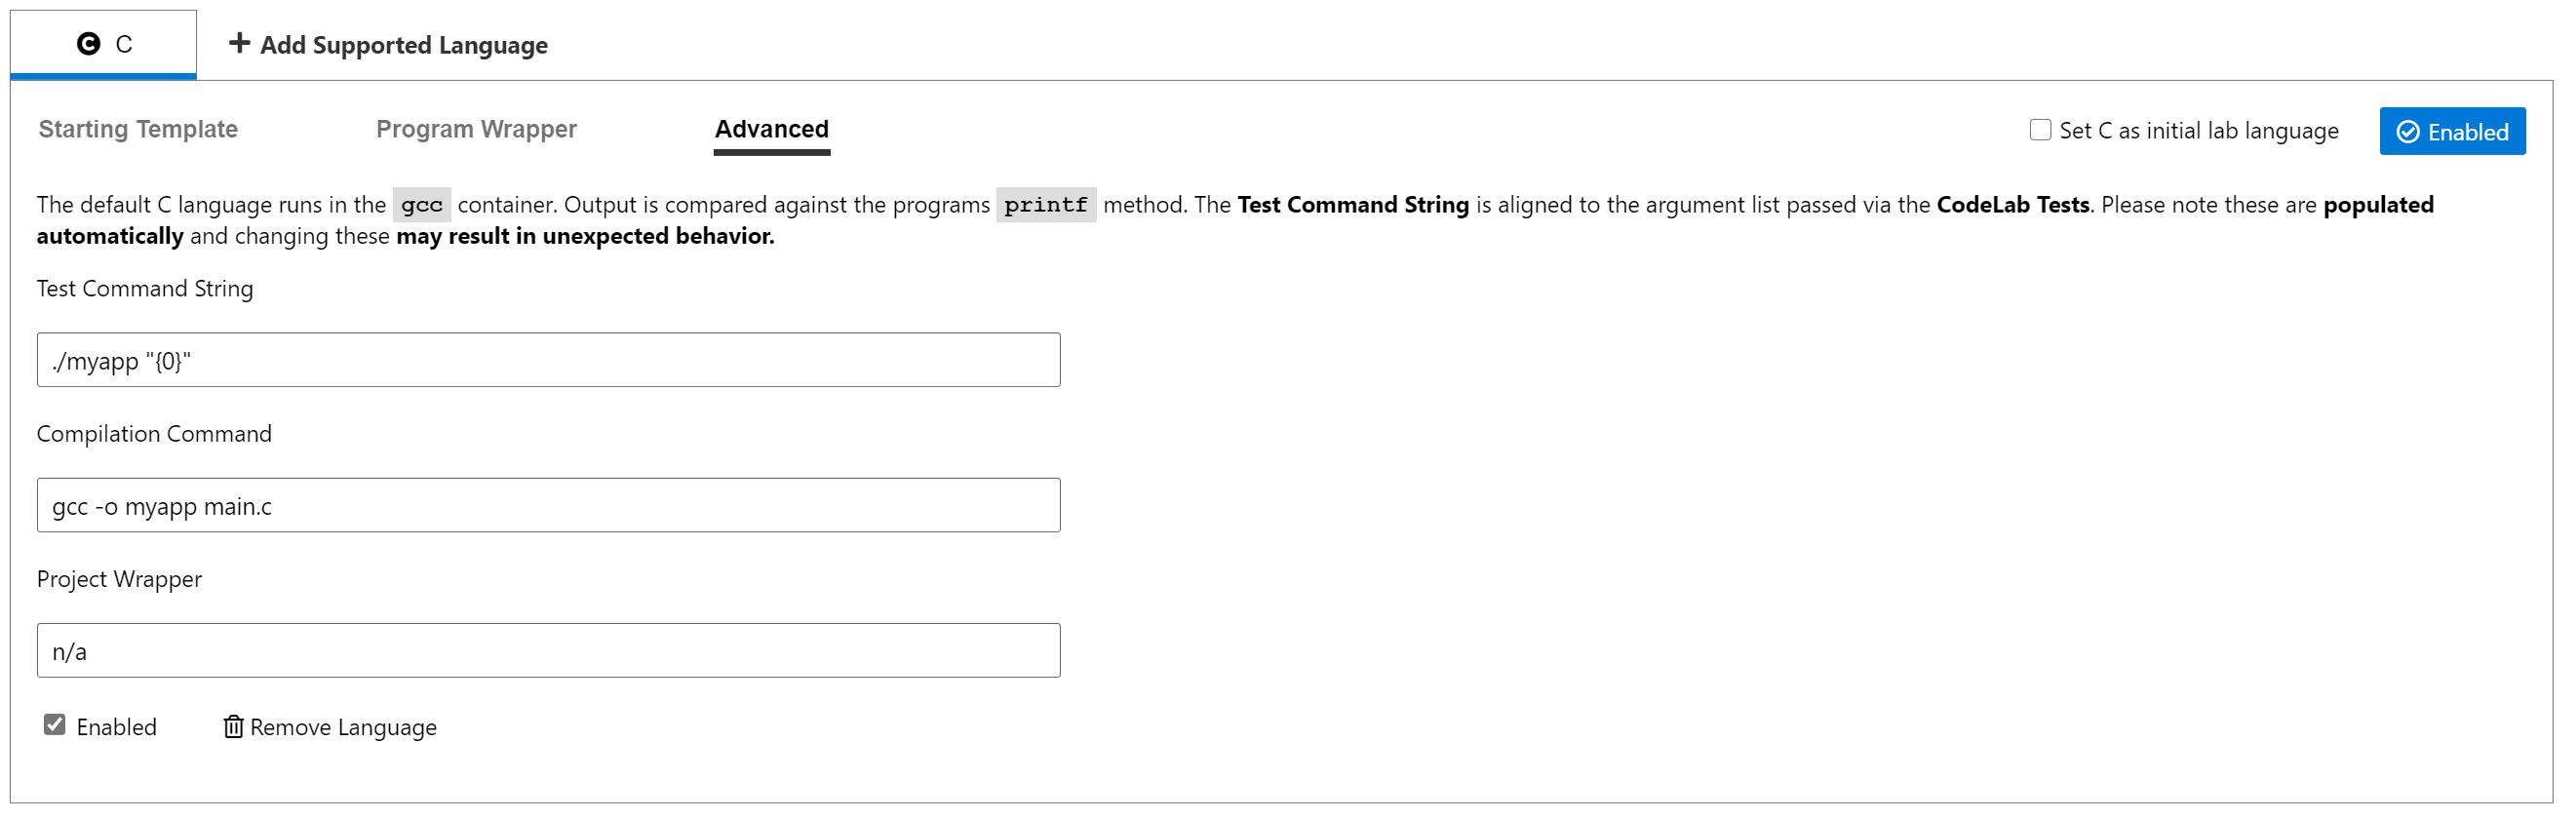 C
Add Supported Language
Starting Template
Program Wrapper
Advanced
Set C as initial lab language
Enabled
The default C language runs in the gcc container. Output is compared against the programs printf method. The Test Command String is aligned to the argument list passed via the CodeLab Tests. Please note these are populated
automatically and changing these may result in unexpected behavior.
Test Command String
./myapp "{0}"
Compilation Command
gcc -o myapp main.c
Project Wrapper
n/a
Enabled
Remove Language